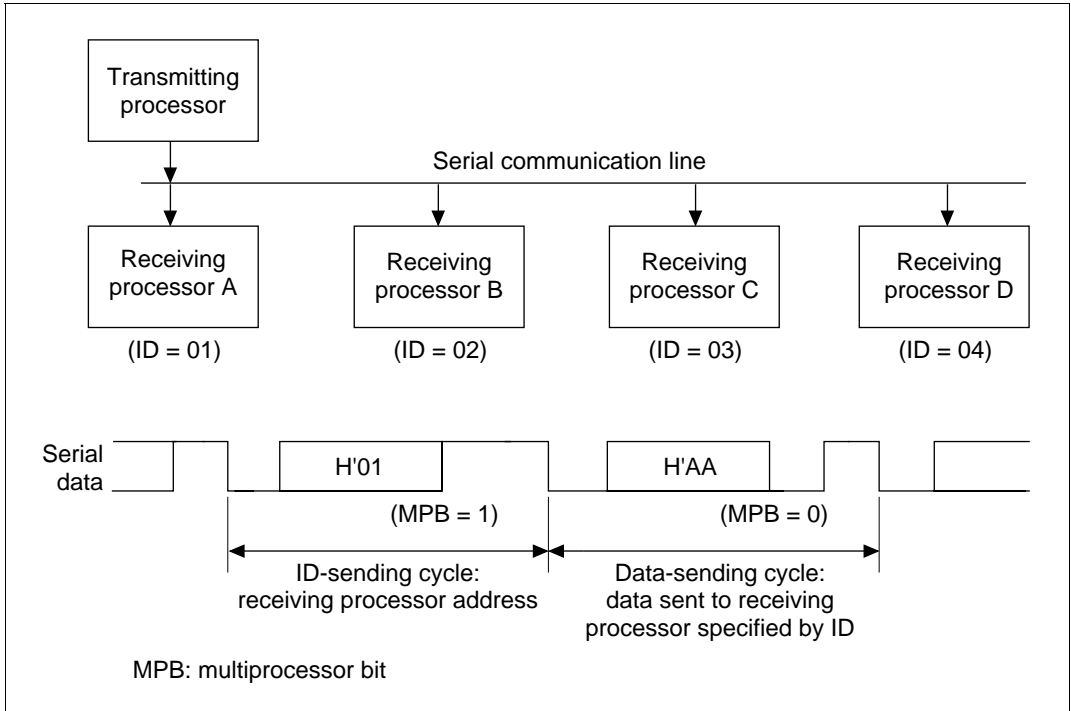 Transmitting
processor
Serial communication line
Receiving
processor A
Receiving
processor B
Receiving
processor C
Receiving
processor D
(ID = 01)
(ID = 02)
(ID = 03)
(ID = 04)
Serial
data
H'01
H'AA
(MPB = 1)
(MPB = 0)
ID-sending cycle:
receiving processor address
Data-sending cycle:
data sent to receiving
processor specified by ID
MPB: multiprocessor bit